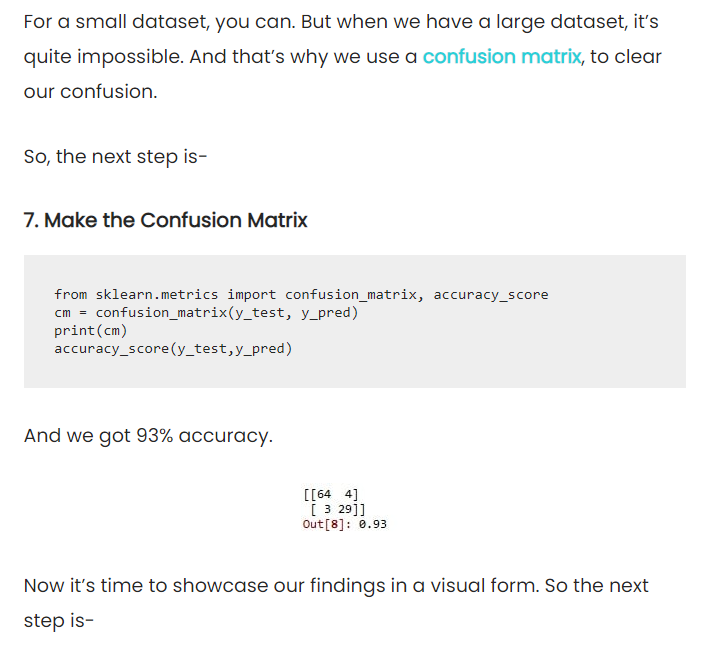 For a small dataset, you can. But when we have a large dataset, it's
quite impossible. And that's why we use a confusion matrix, to clear
our confusion.
So, the next step is-
7. Make the Confusion Matrix
from sklearn.metrics import confusion_matrix, accuracy_score
cm = confusion_matrix(y_test, y_pred)
print(cm)
accuracy_score(y_test,y_pred)
And we got 93% accuracy.
[[64  4]
 [ 3 29]]
Out[8]: 0.93
Now it's time to showcase our findings in a visual form. So the next
step is-